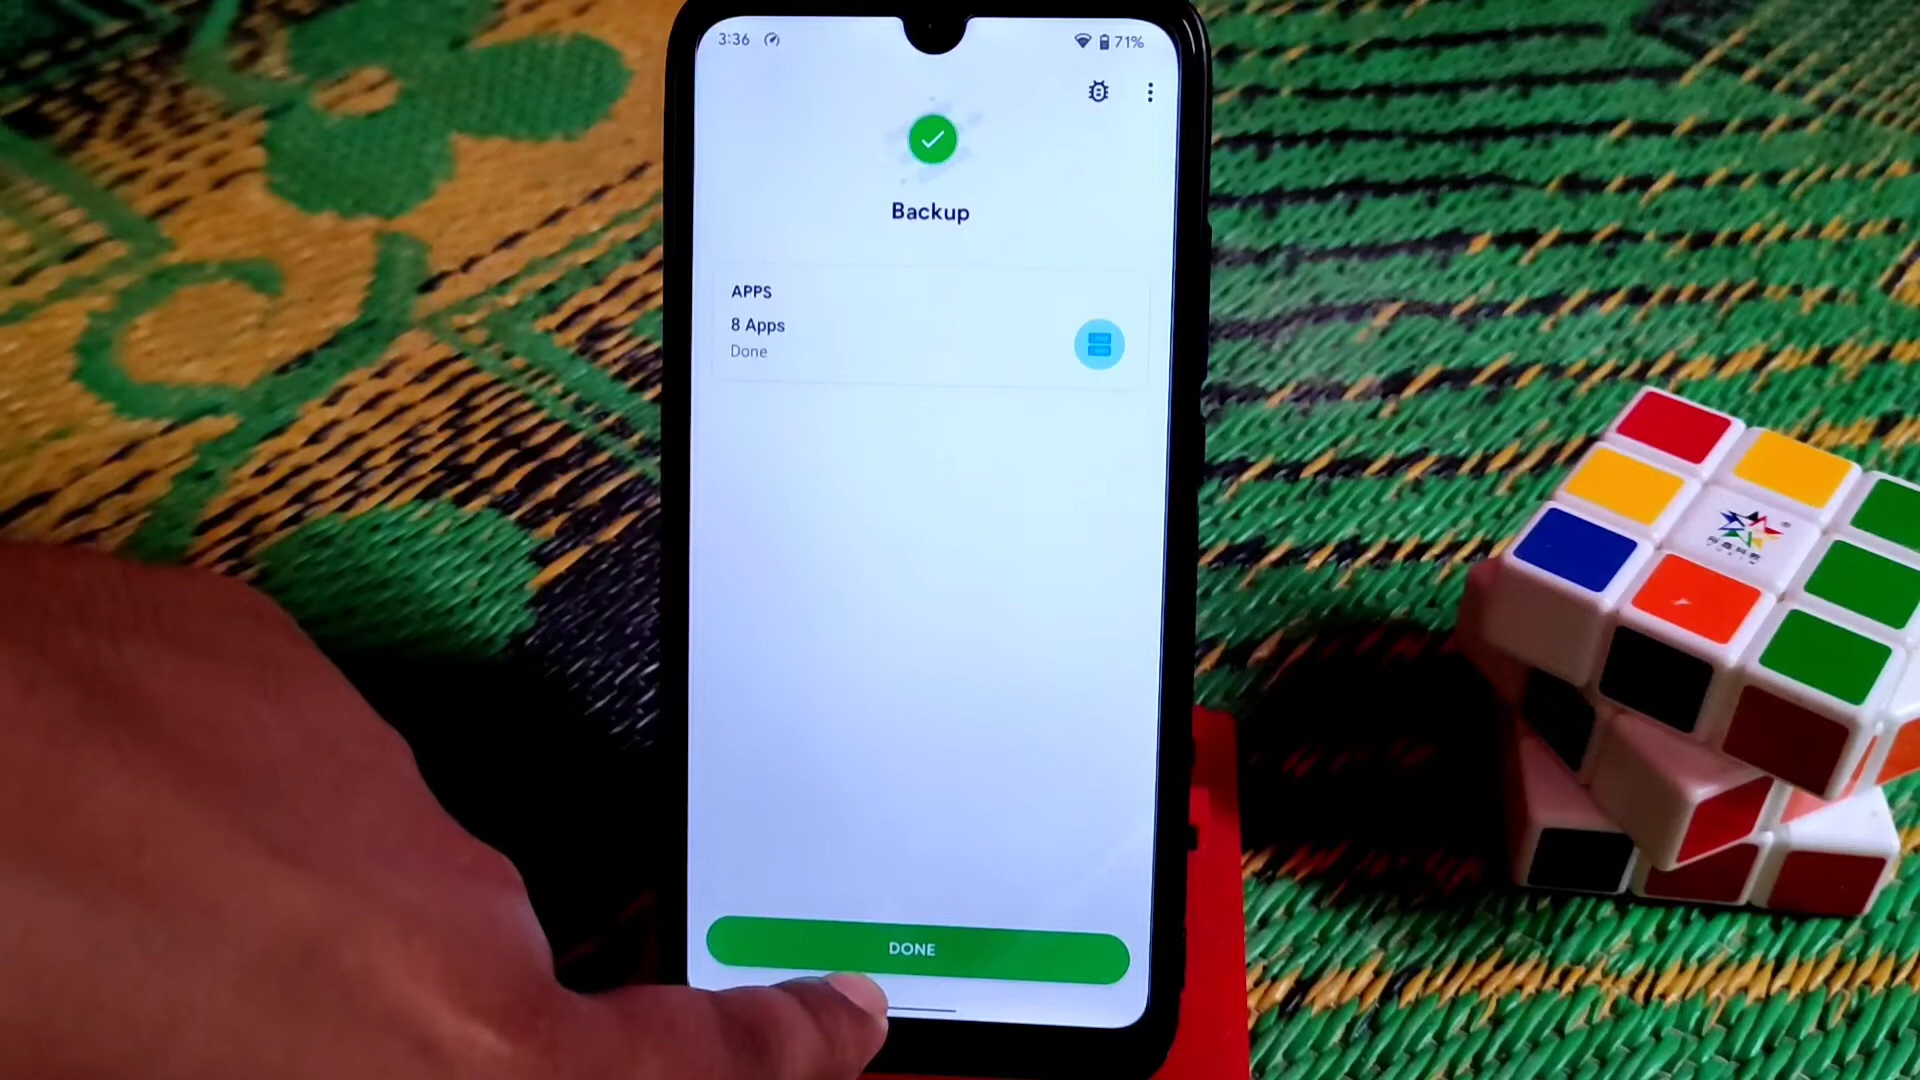 3:36
71%
Backup
APPS
8 Apps
Done
DONE